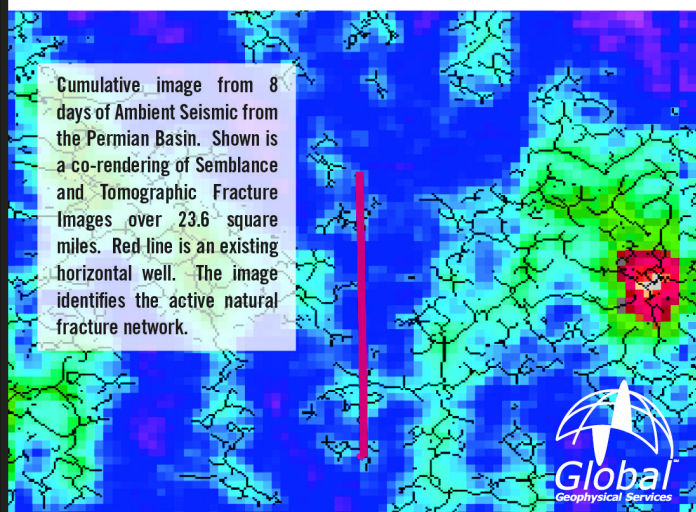 Cumulative image from 8
days of Ambient Seismic from
the Permian Basin. Shown is
a co-rendering of Semblance
and Tomographic Fracture
Images over 23.6 square
miles. Red line is an existing
horizontal well. The image
identifies the active natural
fracture network.
Global™
Geophysical Services